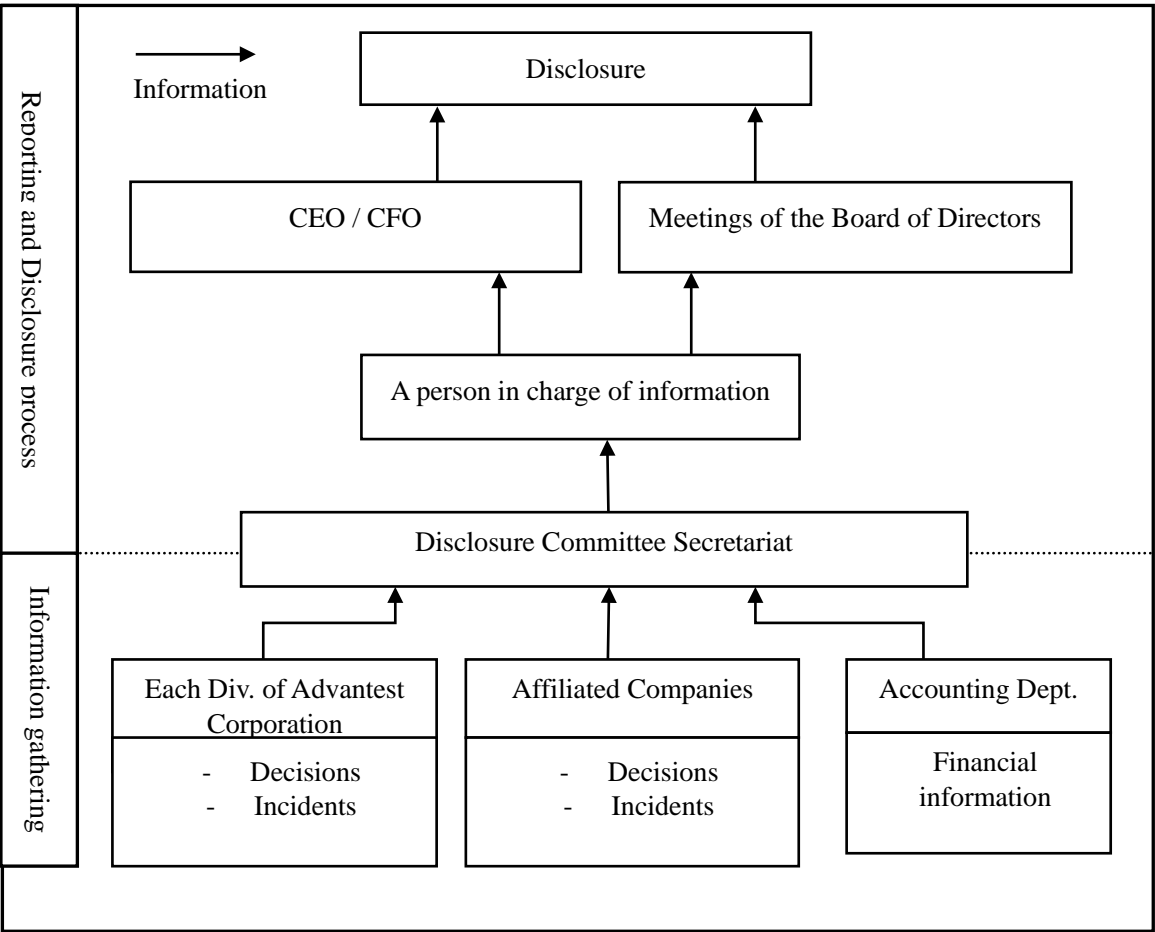 Reporting and Disclosure process
Information
Disclosure
CEO / CFO
Meetings of the Board of Directors
A person in charge of information
Disclosure Committee Secretariat
Information gathering
Each Div. of Advantest
Corporation
- Decisions
- Incidents
Affiliated Companies
- Decisions
- Incidents
Accounting Dept.
Financial
information